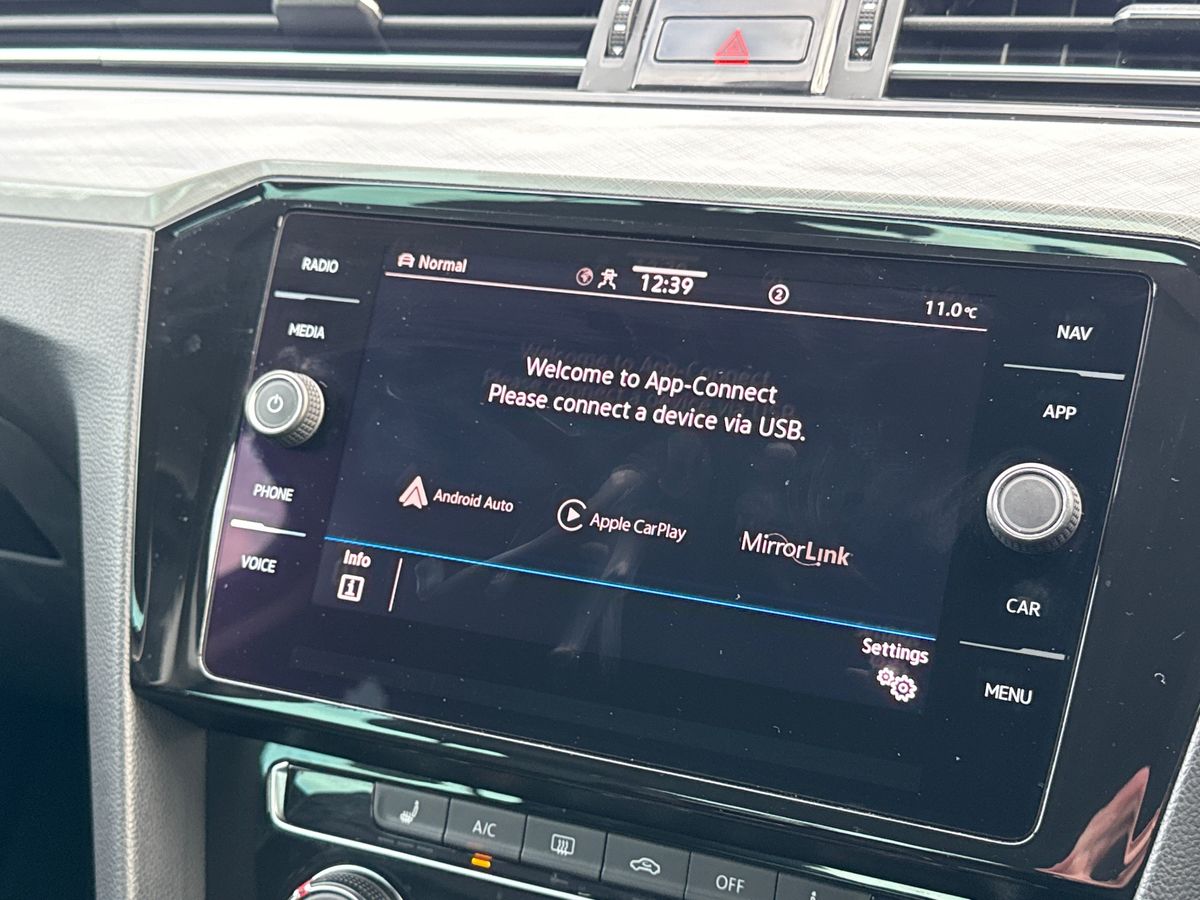 RADIO
MEDIA
PHONE
VOICE
Normal
12:39
2
11.0°C
Welcome to App-Connect
Please connect a device via USB.
Android Auto
Apple CarPlay
MirrorLink
Info
Settings
NAV
APP
CAR
MENU
A/C
OFF